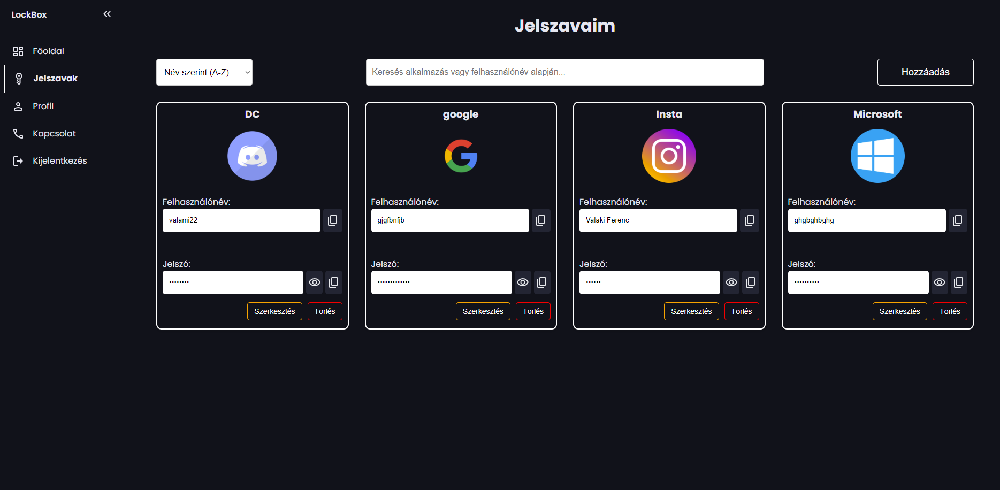 LockBox
Főoldal
Jelszavak
Profil
Kapcsolat
Kijelentkezés
Jelszavaim
Név szerint (A-Z)
Keresés alkalmazás vagy felhasználónév alapján...
Hozzáadás
DC
Felhasználónév:
valami22
Jelszó:
••••••••
Szerkesztés Törlés
google
Felhasználónév:
gjgfbnfjb
Jelszó:
•••••••••••••
Szerkesztés Törlés
Insta
Felhasználónév:
Valaki Ferenc
Jelszó:
••••••
Szerkesztés Törlés
Microsoft
Felhasználónév:
ghgbghbghg
Jelszó:
••••••••••
Szerkesztés Törlés